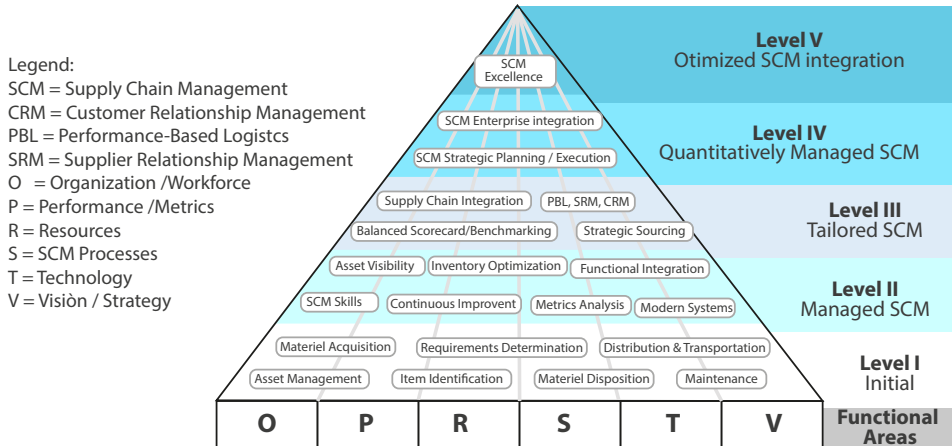 Legend:
SCM = Supply Chain Management
CRM = Customer Relationship Management
PBL = Performance-Based Logistcs
SRM = Supplier Relationship Management
O = Organization /Workforce
P = Performance /Metrics
R = Resources
S = SCM Processes
T = Technology
V = Visiòn / Strategy
SCM
Excellence
Level V
Otimized SCM integration
SCM Enterprise integration
SCM Strategic Planning / Execution
Level IV
Quantitatively Managed SCM
Supply Chain Integration
PBL, SRM, CRM
Balanced Scorecard/Benchmarking
Strategic Sourcing
Level III
Tailored SCM
Asset Visibility
Inventory Optimization
Functional Integration
SCM Skills
Continuous Improvent
Metrics Analysis
Modern Systems
Level II
Managed SCM
Materiel Acquisition
Requirements Determination
Distribution & Transportation
Asset Management
Item Identification
Materiel Disposition
Maintenance
Level I
Initial
O P R S T V
Functional
Areas